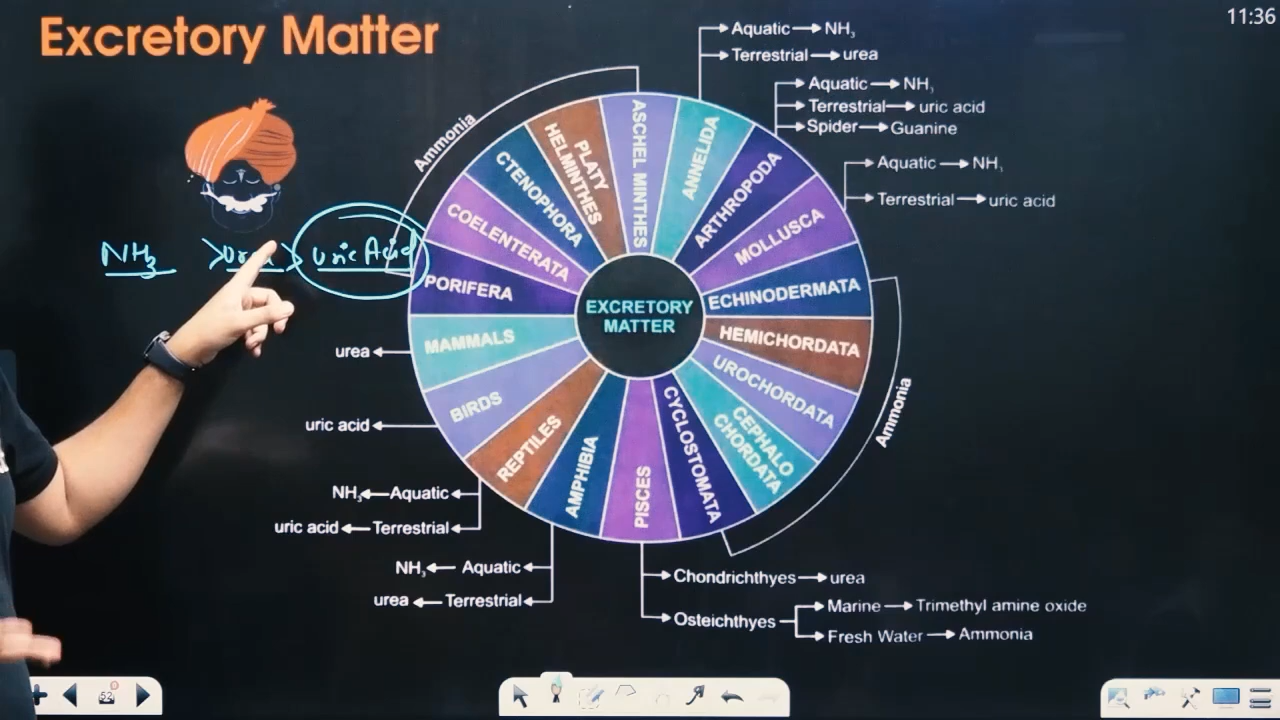 11:36
Excretory Matter
Aquatic → NH₃
Terrestrial → urea
Aquatic → NH₃
Terrestrial → uric acid
Spider → Guanine
Aquatic → NH₃
Terrestrial → uric acid
Ammonia
NH₃ > Urea > Uric Acid
EXCRETORY
MATTER
ASCHEL MINTHES
ANNELIDA
ARTHROPODA
MOLLUSCA
ECHINODERMATA
HEMICHORDATA
UROCHORDATA
CEPHALO
CHORDATA
CYCLOSTOMATA
PISCES
AMPHIBIA
REPTILES
BIRDS
MAMMALS
PORIFERA
COELENTERATA
CTENOPHORA
PLATY
HELMINTHES
Ammonia
urea ←
uric acid ←
NH₃ ← Aquatic ←
uric acid ← Terrestrial ←
NH₃ ← Aquatic ←
urea ← Terrestrial ←
Chondrichthyes → urea
Osteichthyes
Marine → Trimethyl amine oxide
Fresh Water → Ammonia
52